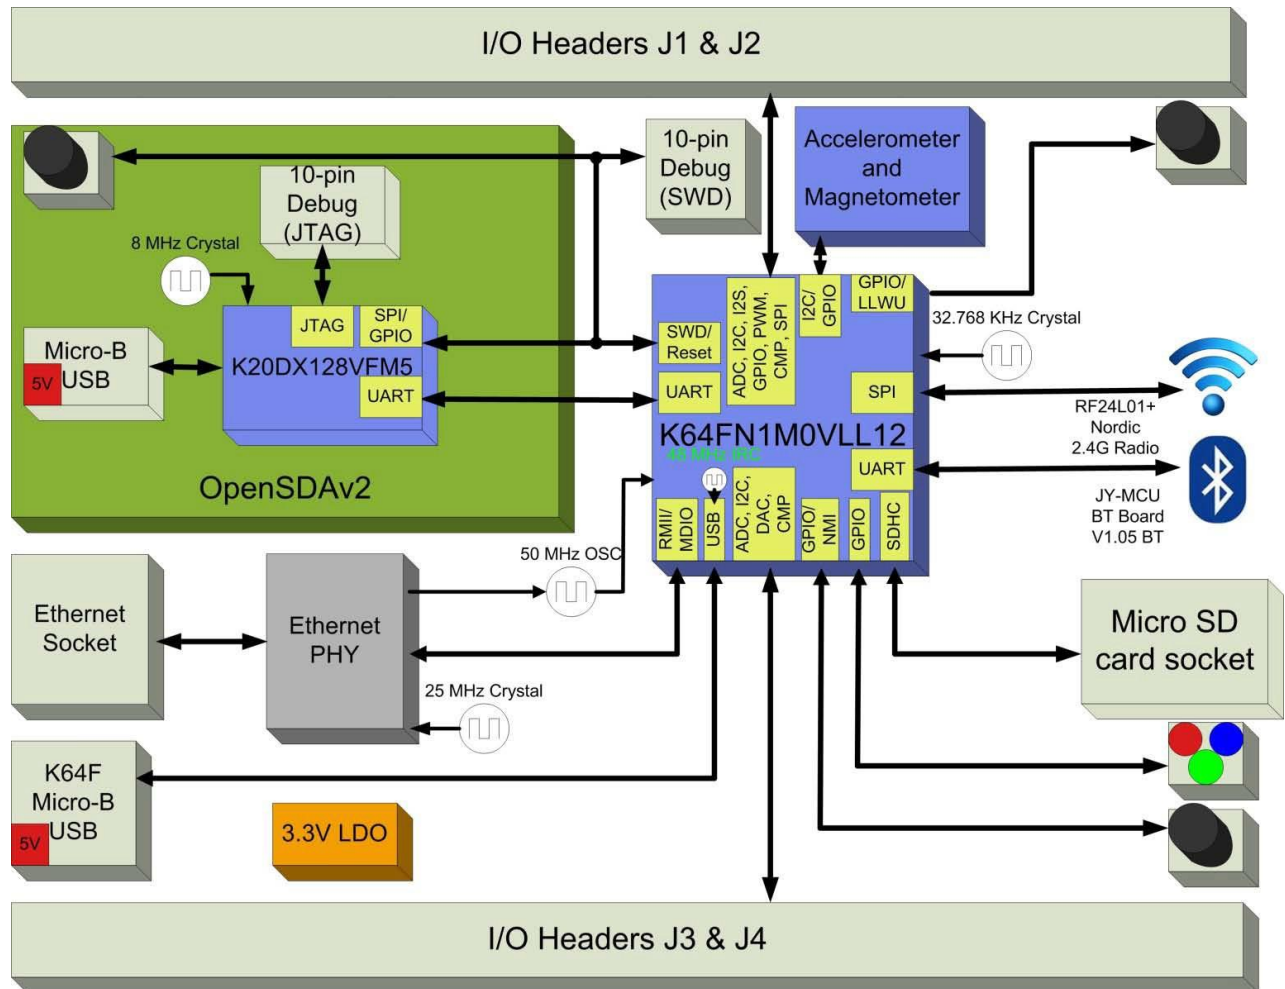 I/O Headers J1 & J2
10-pin
Debug
(SWD)
Accelerometer
and
Magnetometer
10-pin
Debug
(JTAG)
8 MHz Crystal
JTAG
SPI/
GPIO
K20DX128VFM5
UART
Micro-B
USB
5V
OpenSDAv2
SWD/
Reset
UART
ADC, I2C, I2S,
GPIO, PWM,
CMP, SPI
I2C/
GPIO
GPIO/
LLWU
32.768 KHz Crystal
SPI
K64FN1M0VLL12
48 MHz IRC
UART
RMII/
MDIO
USB
ADC, I2C,
DAC,
CMP
GPIO/
NMI
GPIO
SDHC
RF24L01+
Nordic
2.4G Radio
JY-MCU
BT Board
V1.05 BT
50 MHz OSC
Ethernet
Socket
Ethernet
PHY
25 MHz Crystal
Micro SD
card socket
K64F
Micro-B
USB
5V
3.3V LDO
I/O Headers J3 & J4